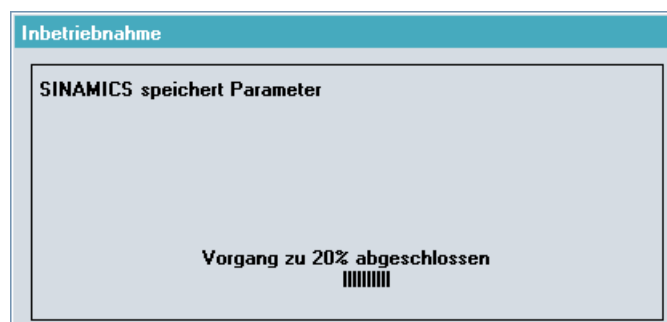 Inbetriebnahme
SINAMICS speichert Parameter
Vorgang zu 20% abgeschlossen